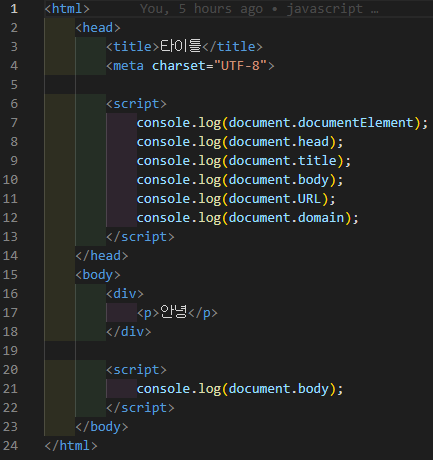 1 <html> You, 5 hours ago • javascript …
2 <head>
3 <title>타이틀</title>
4 <meta charset="UTF-8">
5
6 <script>
7 console.log(document.documentElement);
8 console.log(document.head);
9 console.log(document.title);
10 console.log(document.body);
11 console.log(document.URL);
12 console.log(document.domain);
13 </script>
14 </head>
15 <body>
16 <div>
17 <p>안녕</p>
18 </div>
19
20 <script>
21 console.log(document.body);
22 </script>
23 </body>
24 </html>